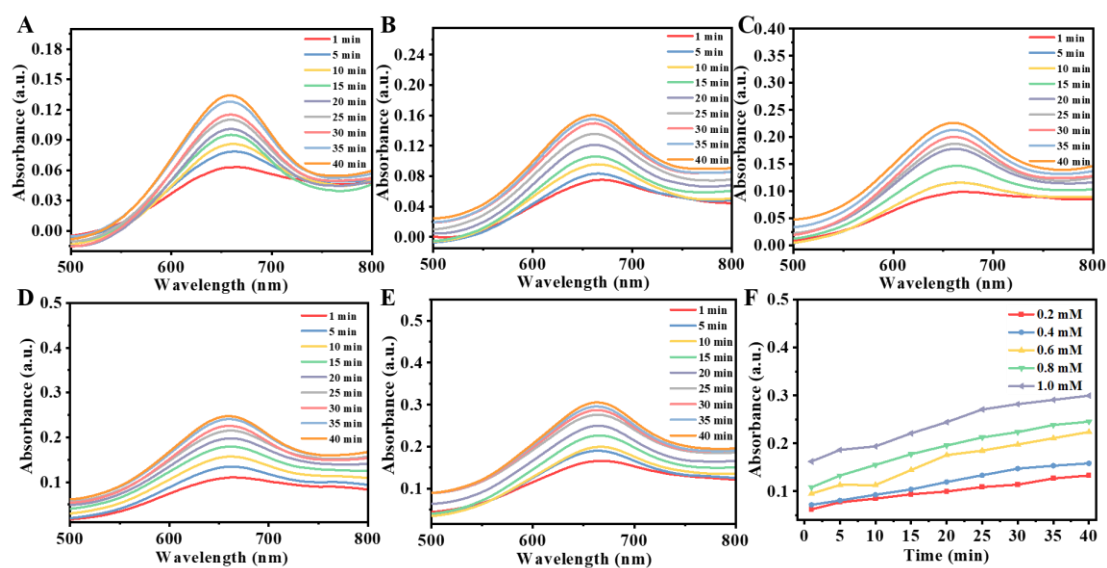 A
Absorbance (a.u.)
0.18
0.15
0.12
0.09
0.06
0.03
0.00
500 600 700 800
Wavelength (nm)
1 min
5 min
10 min
15 min
20 min
25 min
30 min
35 min
40 min
B
Absorbance (a.u.)
0.24
0.20
0.16
0.12
0.08
0.04
0.00
500 600 700 800
Wavelength (nm)
1 min
5 min
10 min
15 min
20 min
25 min
30 min
35 min
40 min
C
Absorbance (a.u.)
0.40
0.35
0.30
0.25
0.20
0.15
0.10
0.05
0.00
500 600 700 800
Wavelength (nm)
1 min
5 min
10 min
15 min
20 min
25 min
30 min
35 min
40 min
D
Absorbance (a.u.)
0.5
0.4
0.3
0.2
0.1
500 600 700 800
Wavelength (nm)
1 min
5 min
10 min
15 min
20 min
25 min
30 min
35 min
40 min
E
Absorbance (a.u.)
0.5
0.4
0.3
0.2
0.1
500 600 700 800
Wavelength (nm)
1 min
5 min
10 min
15 min
20 min
25 min
30 min
35 min
40 min
F
Absorbance (a.u.)
0.5
0.4
0.3
0.2
0.1
0 5 10 15 20 25 30 35 40
Time (min)
0.2 mM
0.4 mM
0.6 mM
0.8 mM
1.0 mM